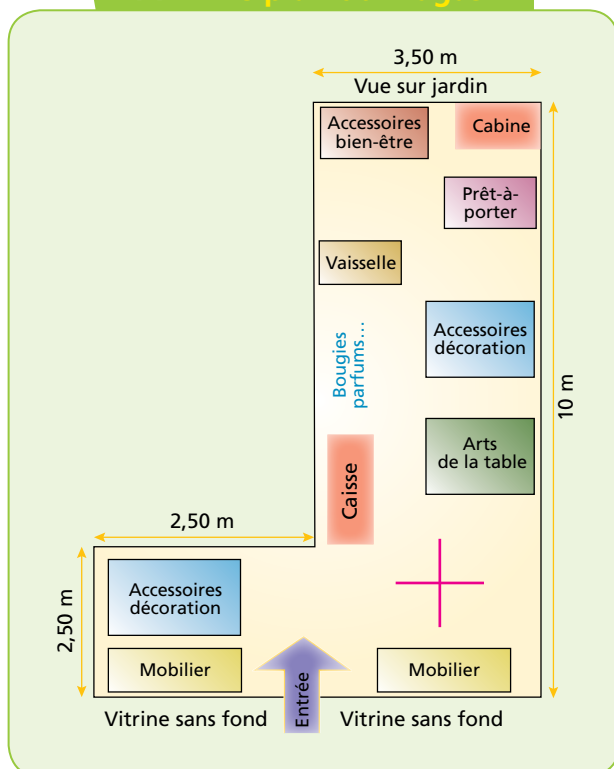 3,50 m
Vue sur jardin
Accessoires
bien-être
Cabine
Prêt-à-
porter
Vaisselle
Accessoires
décoration
Bougies
parfums...
10 m
Arts
de la table
Caisse
2,50 m
2,50 m
Accessoires
décoration
Mobilier
Entrée
Mobilier
Vitrine sans fond
Vitrine sans fond